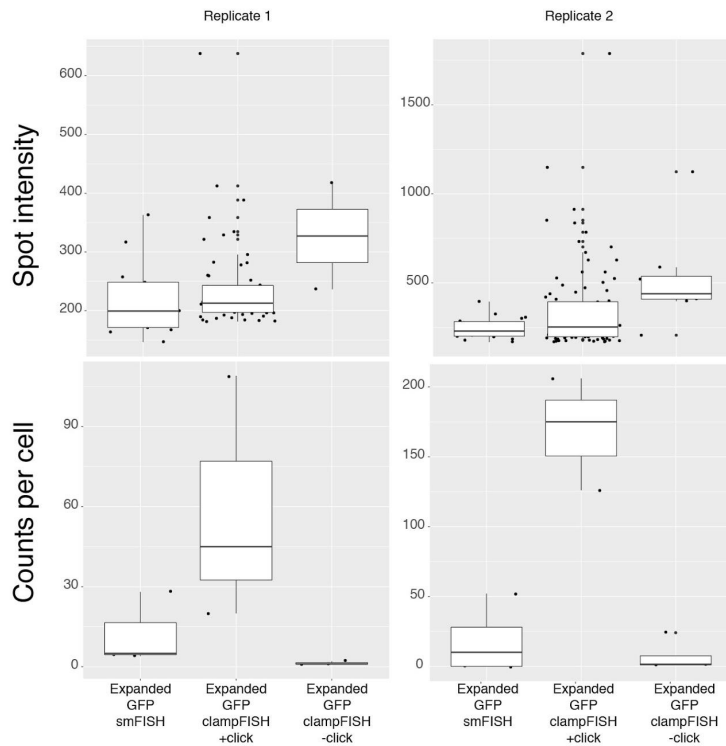 Replicate 1
Replicate 2
Spot intensity
600
500
400
300
200
1500
1000
500
Counts per cell
90
60
30
0
200
150
100
50
0
Expanded
GFP
smFISH
Expanded
GFP
clampFISH
+click
Expanded
GFP
clampFISH
-click
Expanded
GFP
smFISH
Expanded
GFP
clampFISH
+click
Expanded
GFP
clampFISH
-click